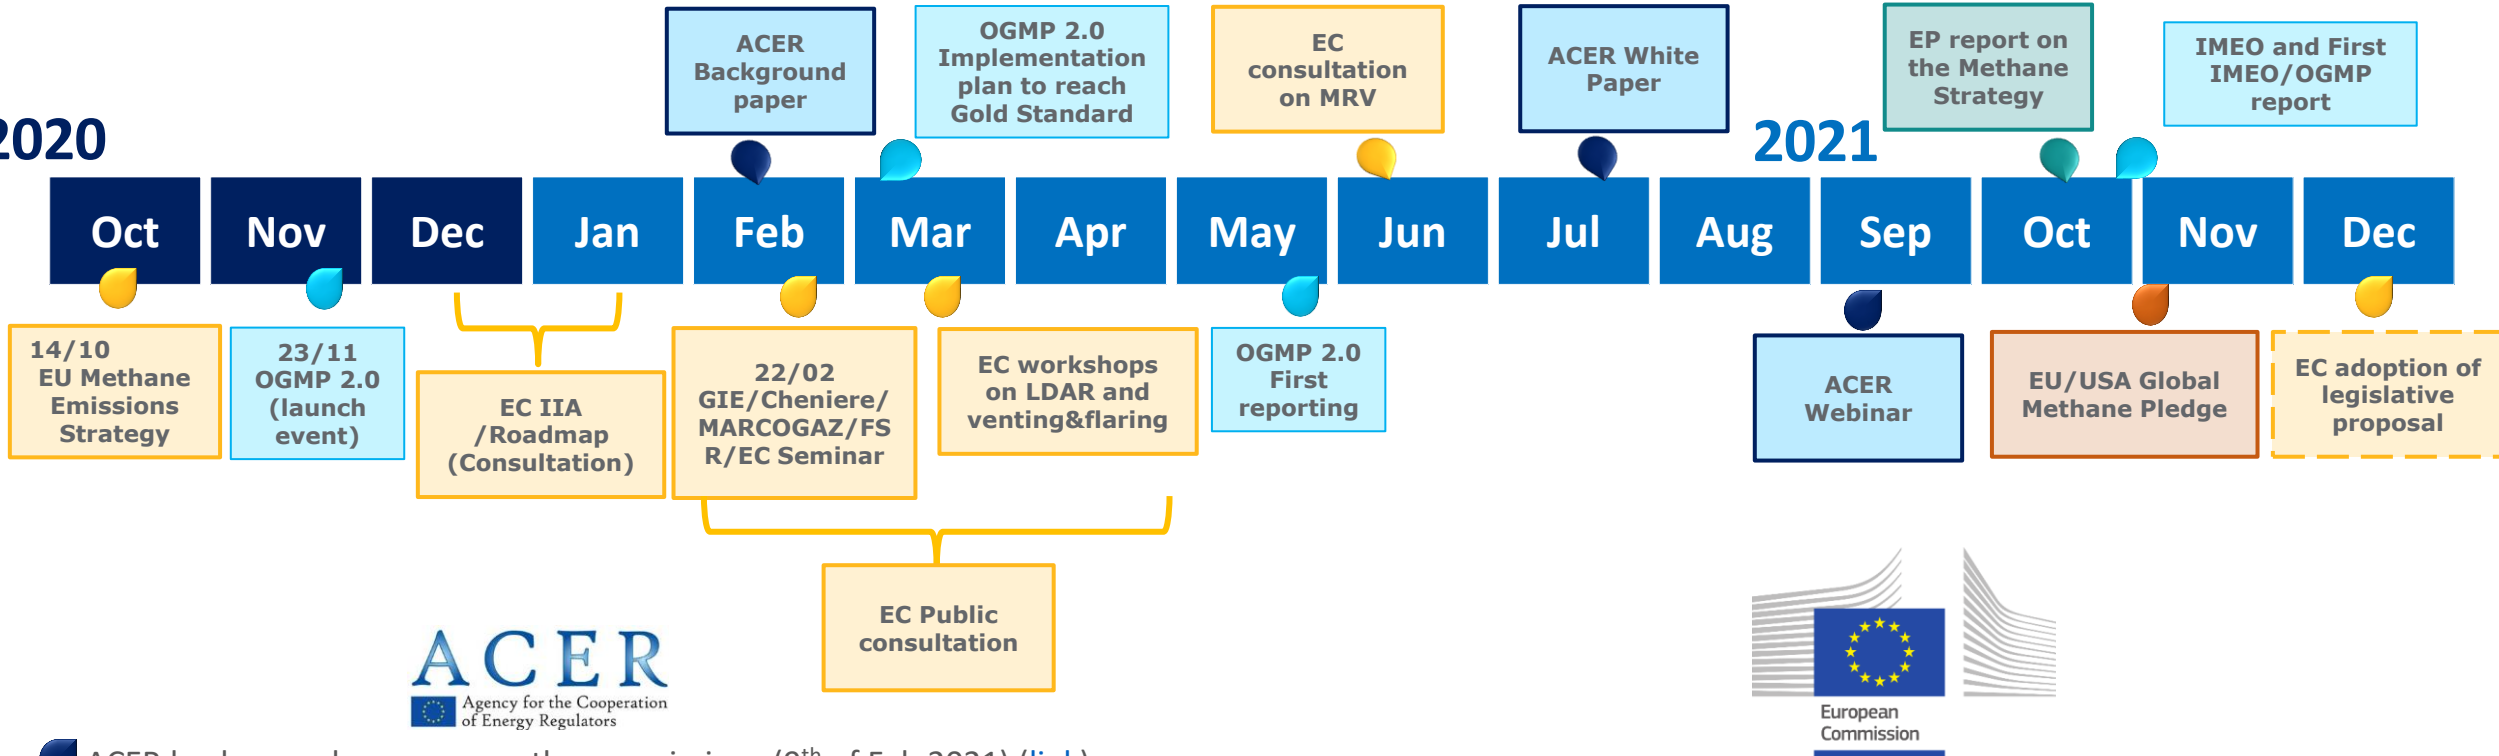 ACER
Background
paper
OGMP 2.0
Implementation
plan to reach
Gold Standard
EC
consultation
on MRV
ACER White
Paper
EP report on
the Methane
Strategy
IMEO and First
IMEO/OGMP
report
2020
2021
Oct
Nov
Dec
Jan
Feb
Mar
Apr
May
Jun
Jul
Aug
Sep
Oct
Nov
Dec
14/10
EU Methane
Emissions
Strategy
23/11
OGMP 2.0
(launch
event)
EC IIA
/Roadmap
(Consultation)
22/02
GIE/Cheniere/
MARCOGAZ/FS
R/EC Seminar
EC workshops
on LDAR and
venting&flaring
OGMP 2.0
First
reporting
ACER
Webinar
EU/USA Global
Methane Pledge
EC adoption of
legislative
proposal
EC Public
consultation
ACER
Agency for the Cooperation
of Energy Regulators
European
Commission